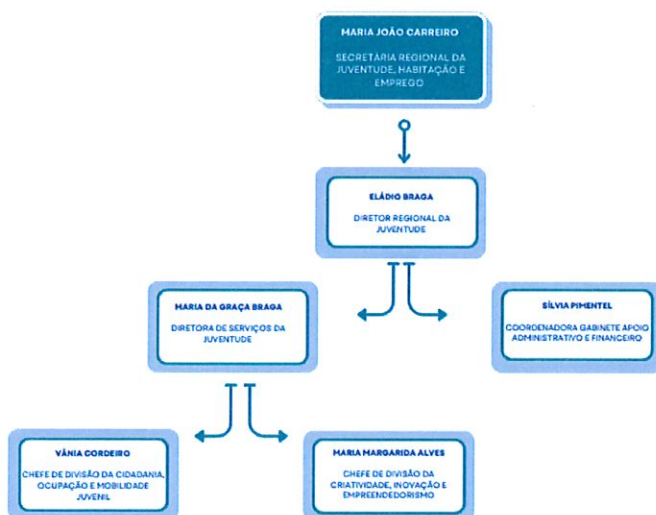 MARIA JOÃO CARREIRO
SECRETÁRIA REGIONAL DA
JUVENTUDE, HABITAÇÃO E
EMPREGO
ELÁDIO BRAGA
DIRETOR REGIONAL DA
JUVENTUDE
MARIA DA GRAÇA BRAGA
DIRETORA DE SERVIÇOS DA
JUVENTUDE
SÍLVIA PIMENTEL
COORDENADORA GABINETE APOIO
ADMINISTRATIVO E FINANCEIRO
VÂNIA CORDEIRO
CHEFE DE DIVISÃO DA CIDADANIA,
OCUPAÇÃO E MOBILIDADE
JUVENIL
MARIA MARGARIDA ALVES
CHEFE DE DIVISÃO DA
CRIATIVIDADE, INOVAÇÃO E
EMPREENDEDORISMO